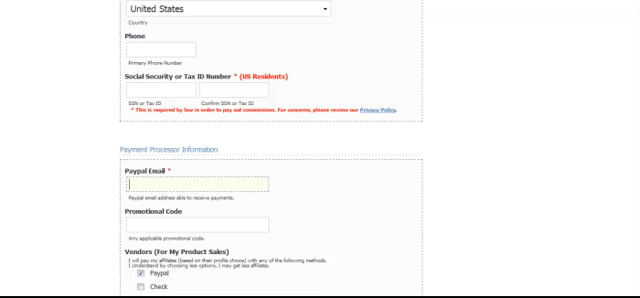 United States
Country
Phone
Primary Phone Number
Social Security or Tax ID Number * (US Residents)
SSN or Tax ID Confirm SSN or Tax ID
* This is required by law in order to pay out commissions. For concerns, please review our Privacy Policy.
Payment Processor Information
Paypal Email *
Paypal email address able to receive payments.
Promotional Code
Any applicable promotional code.
Vendors (For My Product Sales)
I will pay my affiliates (based on their profile choice) with any of the following methods.
I Understand by choosing less options, I may get less affiliates.
Paypal
Check